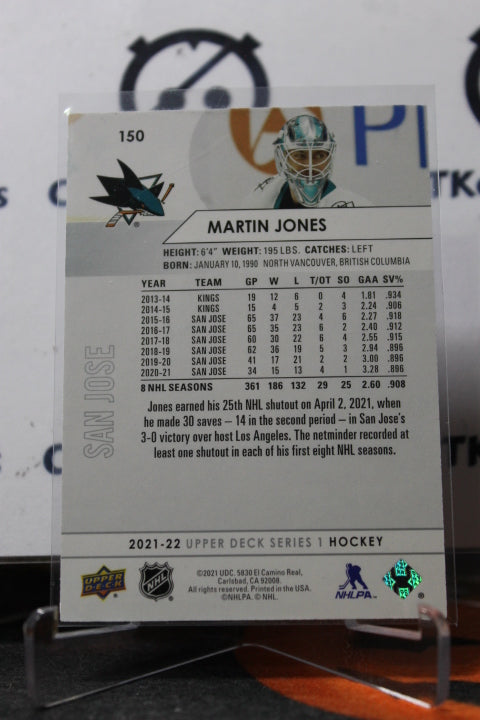 150
MARTIN JONES
HEIGHT: 6'4" WEIGHT: 195 LBS. CATCHES: LEFT
BORN: JANUARY 10, 1990 NORTH VANCOUVER, BRITISH COLUMBIA
YEAR TEAM GP W L T/OT SO GAA SV%
2013-14 KINGS 19 12 6 0 4 1.81 .934
2014-15 KINGS 15 4 5 2 3 2.24 .906
2015-16 SAN JOSE 65 37 23 4 6 2.27 .918
2016-17 SAN JOSE 65 35 23 6 2 2.40 .912
2017-18 SAN JOSE 60 30 22 6 4 2.55 .915
2018-19 SAN JOSE 62 36 19 5 3 2.94 .896
2019-20 SAN JOSE 41 17 21 2 2 3.00 .896
2020-21 SAN JOSE 34 15 13 4 1 3.28 .896
8 NHL SEASONS 361 186 132 29 25 2.60 .908
SAN JOSE
Jones earned his 25th NHL shutout on April 2, 2021, when
he made 30 saves – 14 in the second period – in San Jose's
3-0 victory over host Los Angeles. The netminder recorded at
least one shutout in each of his first eight NHL seasons.
2021-22 UPPER DECK SERIES 1 HOCKEY
UPPER DECK
NHL
©2021 UDC. 5830 El Camino Real,
Carlsbad, CA 92008.
All rights reserved. Printed in the USA.
©NHLPA. © NHL.
NHLPA